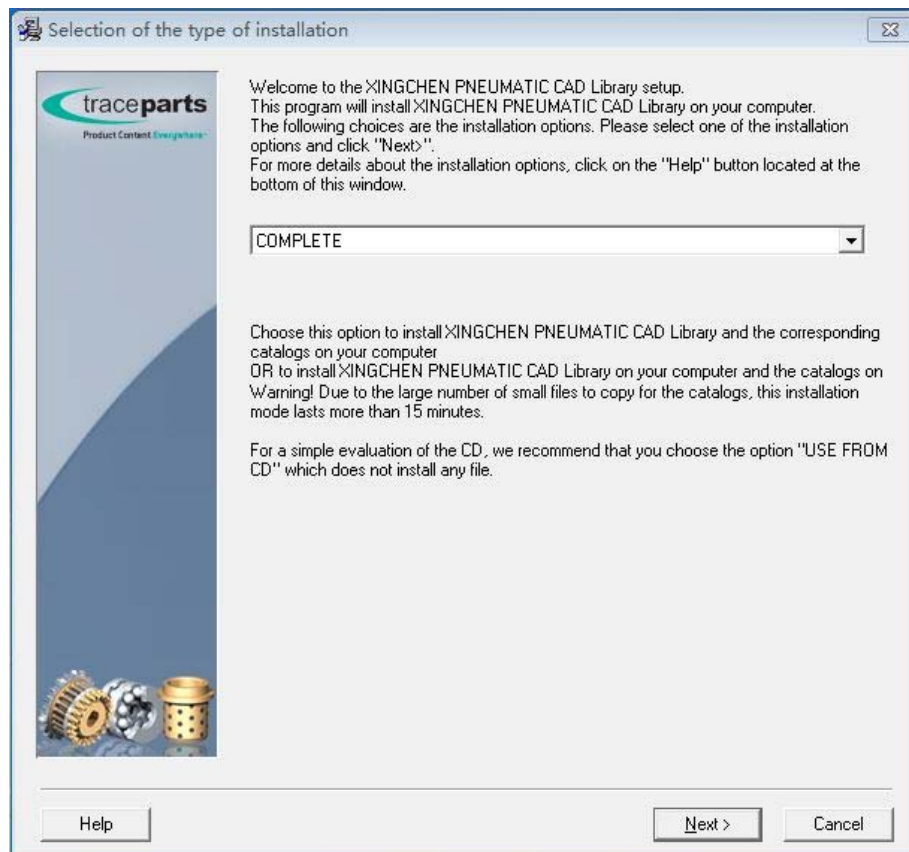 Selection of the type of installation
traceparts
Product Content Everywhere
Welcome to the XINGCHEN PNEUMATIC CAD Library setup.
This program will install XINGCHEN PNEUMATIC CAD Library on your computer.
The following choices are the installation options. Please select one of the installation
options and click "Next>".
For more details about the installation options, click on the "Help" button located at the
bottom of this window.
COMPLETE
Choose this option to install XINGCHEN PNEUMATIC CAD Library and the corresponding
catalogs on your computer
OR to install XINGCHEN PNEUMATIC CAD Library on your computer and the catalogs on
Warning! Due to the large number of small files to copy for the catalogs, this installation
mode lasts more than 15 minutes.
For a simple evaluation of the CD, we recommend that you choose the option "USE FROM
CD" which does not install any file.
Help
Next >
Cancel